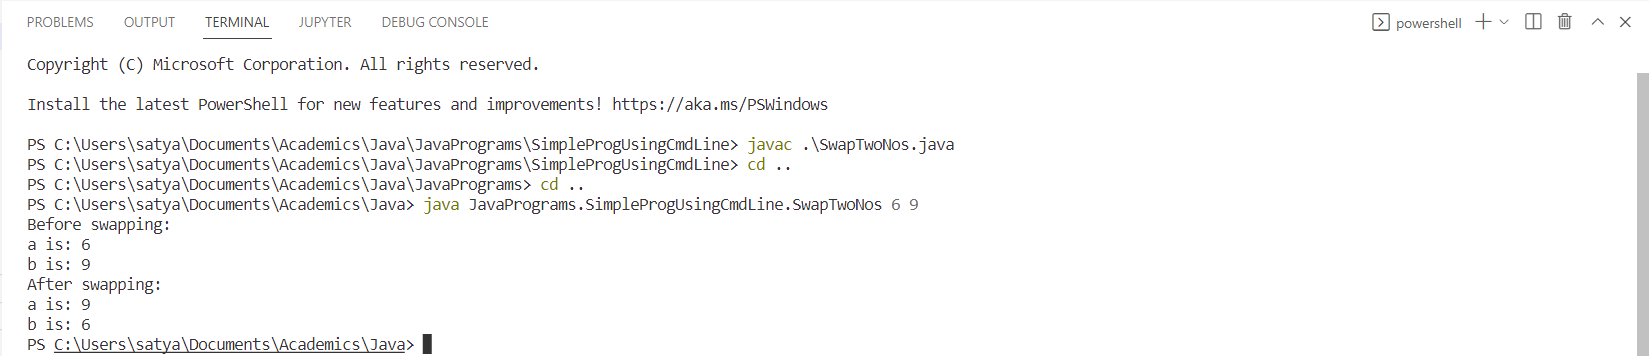 PROBLEMS OUTPUT TERMINAL JUPYTER DEBUG CONSOLE powershell
Copyright (C) Microsoft Corporation. All rights reserved.
Install the latest PowerShell for new features and improvements! https://aka.ms/PSWindows
PS C:\Users\satya\Documents\Academics\Java\JavaPrograms\SimpleProgUsingCmdLine> javac .\SwapTwoNos.java
PS C:\Users\satya\Documents\Academics\Java\JavaPrograms\SimpleProgUsingCmdLine> cd ..
PS C:\Users\satya\Documents\Academics\Java\JavaPrograms> cd ..
PS C:\Users\satya\Documents\Academics\Java> java JavaPrograms.SimpleProgUsingCmdLine.SwapTwoNos 6 9
Before swapping:
a is: 6
b is: 9
After swapping:
a is: 9
b is: 6
PS C:\Users\satya\Documents\Academics\Java>